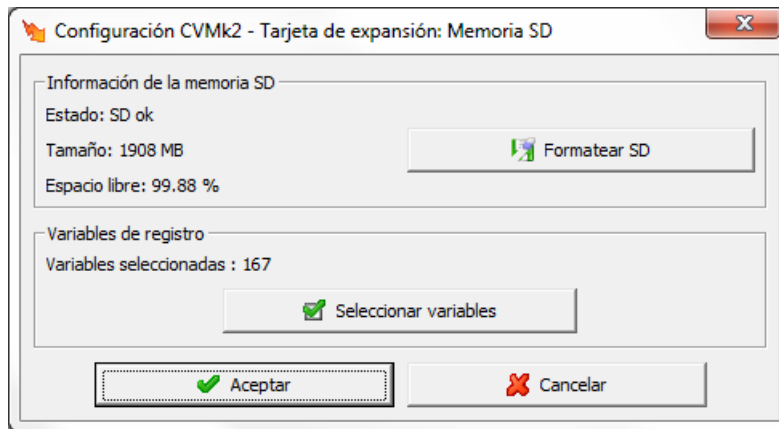 Configuración CVMk2 - Tarjeta de expansión: Memoria SD
Información de la memoria SD
Estado: SD ok
Tamaño: 1908 MB
Formatear SD
Espacio libre: 99.88 %
Variables de registro
Variables seleccionadas : 167
Seleccionar variables
Aceptar
Cancelar